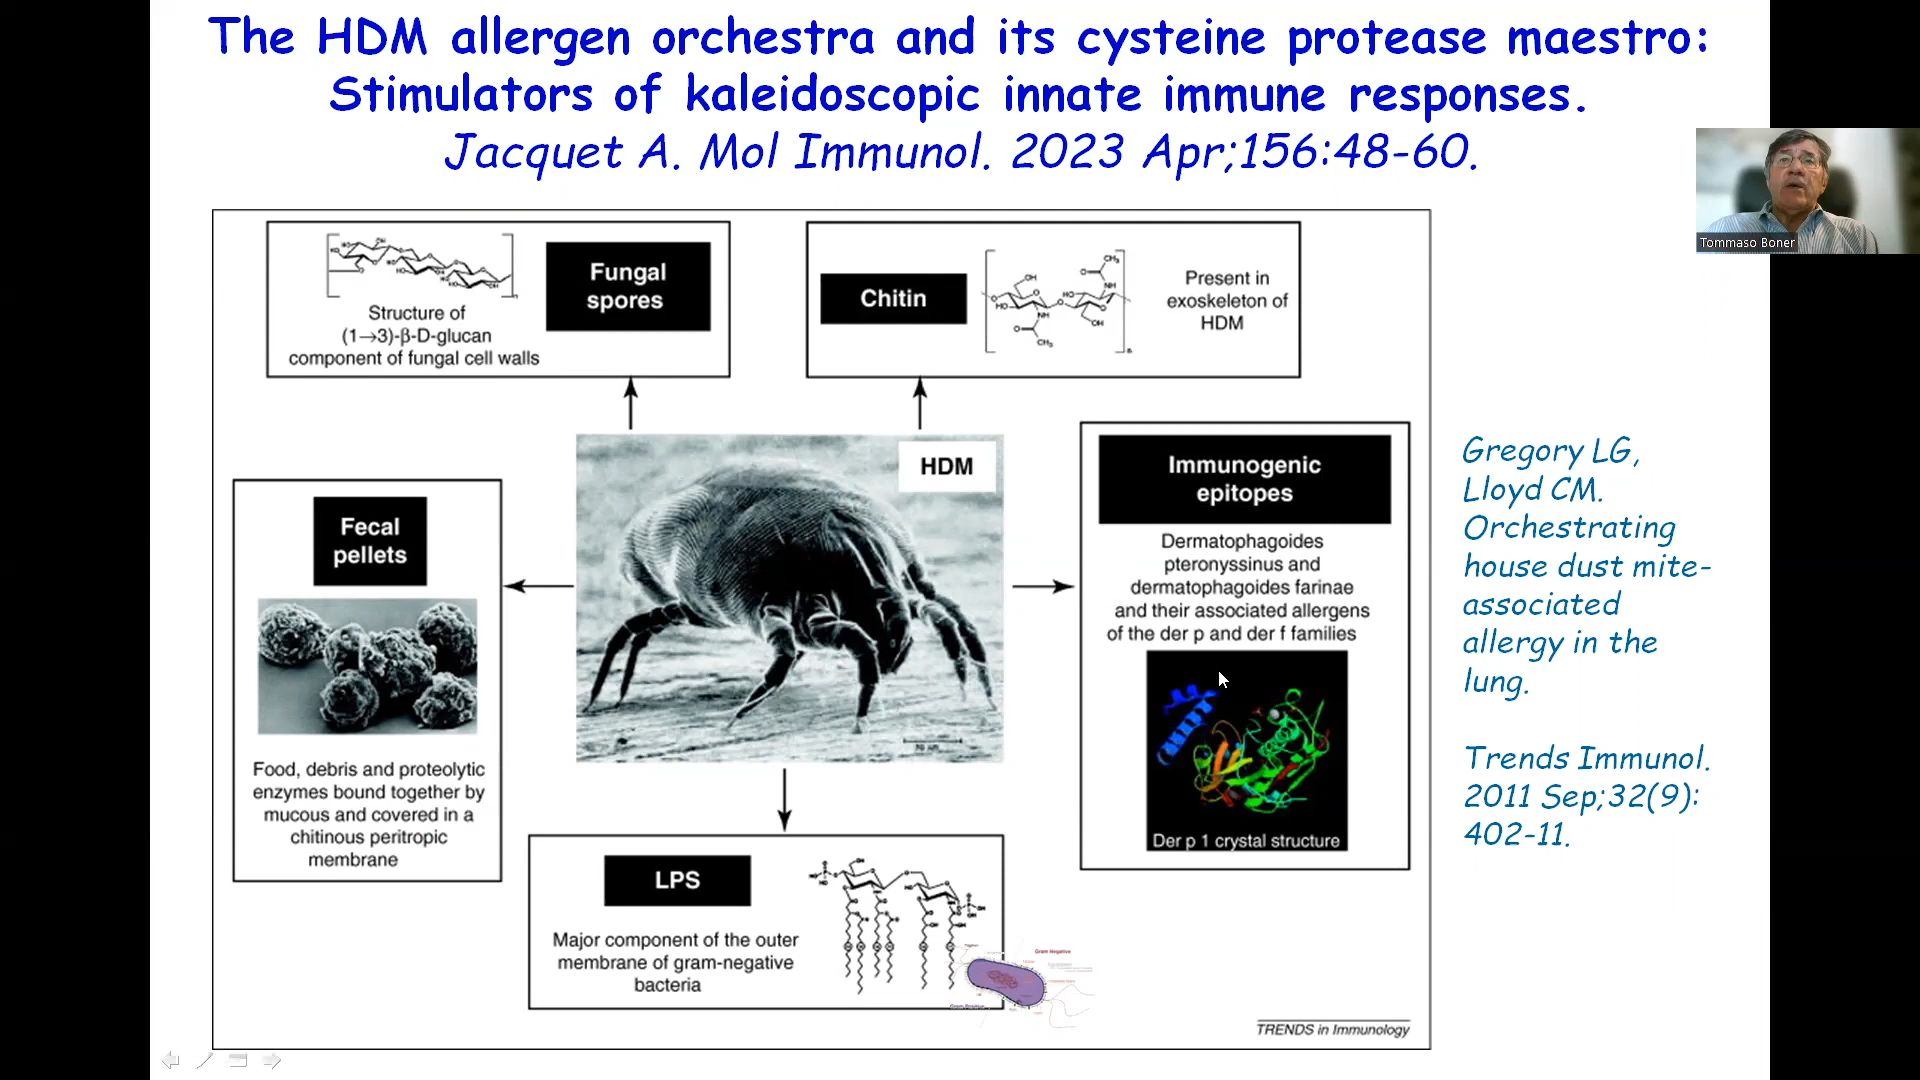 The HDM allergen orchestra and its cysteine protease maestro:
Stimulators of kaleidoscopic innate immune responses.
Jacquet A. Mol Immunol. 2023 Apr;156:48-60.
Tommaso Boner
Structure of
(1→3)-β-D-glucan
component of fungal cell walls
Fungal
spores
Chitin
Present in
exoskeleton of
HDM
HDM
Fecal
pellets
Food, debris and proteolytic
enzymes bound together by
mucous and covered in a
chitinous peritropic
membrane
Immunogenic
epitopes
Dermatophagoides
pteronyssinus and
dermatophagoides farinae
and their associated allergens
of the der p and der f families
Der p 1 crystal structure
LPS
Major component of the outer
membrane of gram-negative
bacteria
Gram Negative
TRENDS in Immunology
Gregory LG,
Lloyd CM.
Orchestrating
house dust mite-
associated
allergy in the
lung.
Trends Immunol.
2011 Sep;32(9):
402-11.